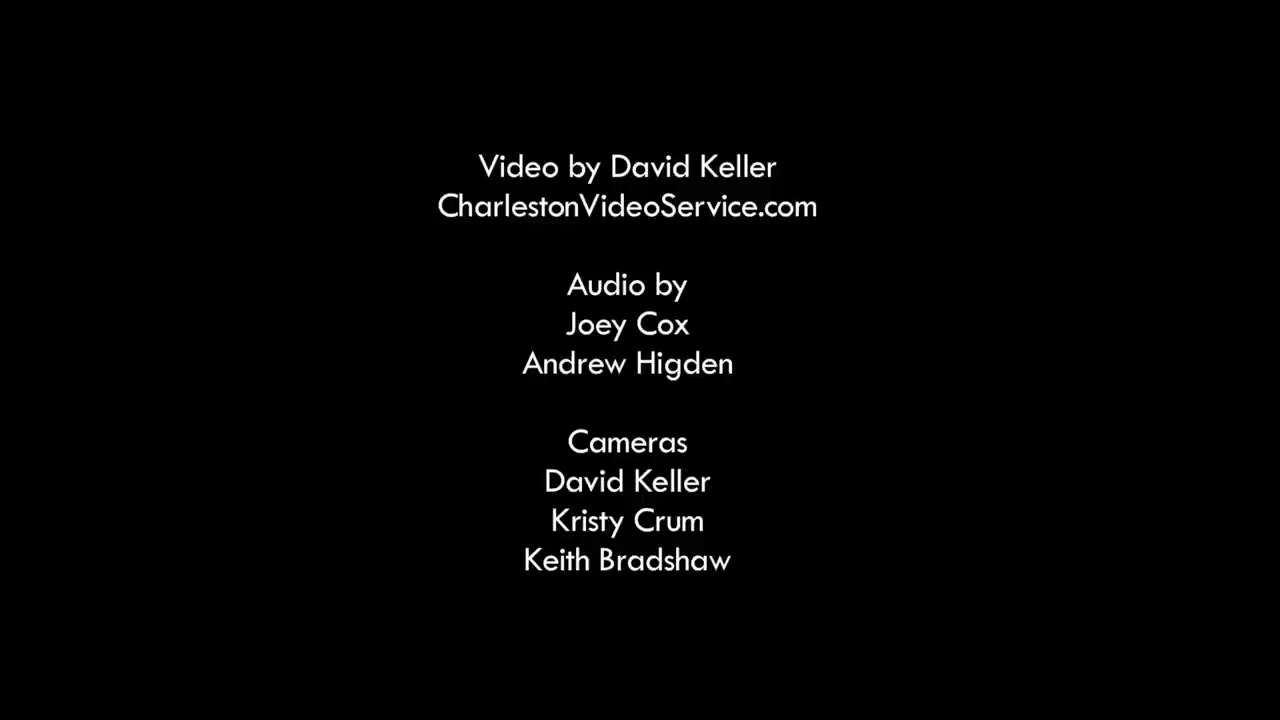 Video by David Keller
CharlestonVideoService.com
Audio by
Joey Cox
Andrew Higden
Cameras
David Keller
Kristy Crum
Keith Bradshaw